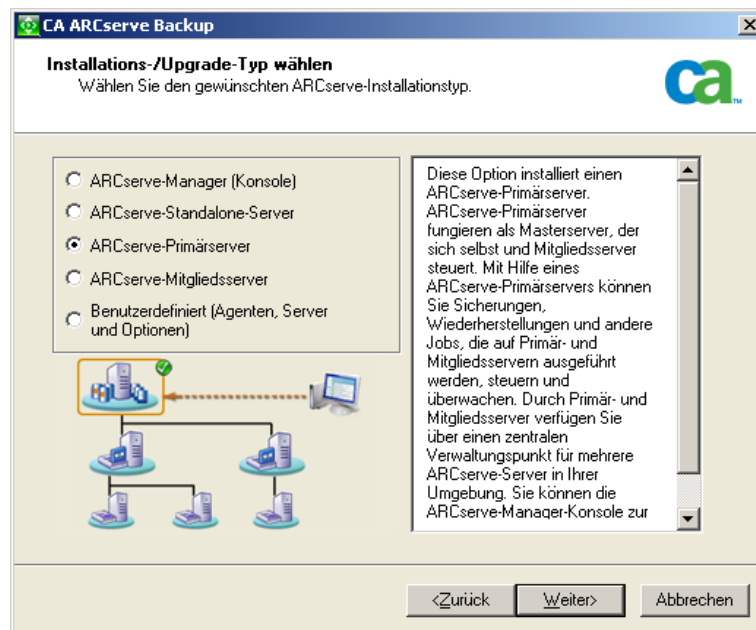 CA ARCserve Backup
Installations-/Upgrade-Typ wählen
Wählen Sie den gewünschten ARCserve-Installationstyp.
ca
TM
ARCserve-Manager (Konsole)
ARCserve-Standalone-Server
ARCserve-Primärserver
ARCserve-Mitgliedsserver
Benutzerdefiniert (Agenten, Server
und Optionen)
Diese Option installiert einen
ARCserve-Primärserver.
ARCserve-Primärserver
fungieren als Masterserver, der
sich selbst und Mitgliedsserver
steuert. Mit Hilfe eines
ARCserve-Primärservers können
Sie Sicherungen,
Wiederherstellungen und andere
Jobs, die auf Primär- und
Mitgliedsservern ausgeführt
werden, steuern und
überwachen. Durch Primär- und
Mitgliedsserver verfügen Sie
über einen zentralen
Verwaltungspunkt für mehrere
ARCserve-Server in Ihrer
Umgebung. Sie können die
ARCserve-Manager-Konsole zur
<Zurück
Weiter>
Abbrechen